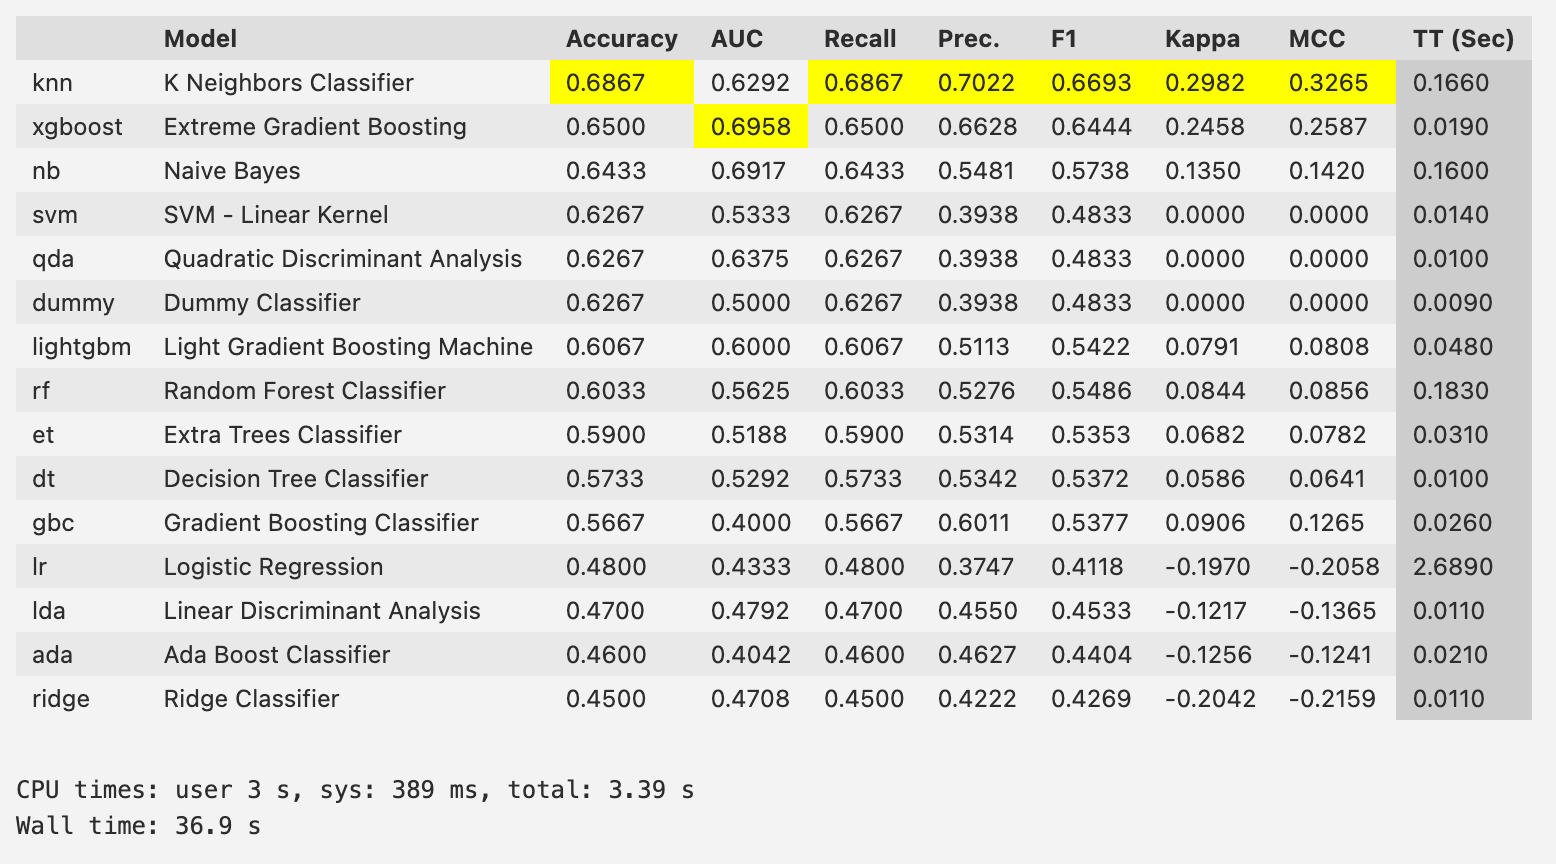 Model Accuracy AUC Recall Prec. F1 Kappa MCC TT (Sec)
knn K Neighbors Classifier 0.6867 0.6292 0.6867 0.7022 0.6693 0.2982 0.3265 0.1660
xgboost Extreme Gradient Boosting 0.6500 0.6958 0.6500 0.6628 0.6444 0.2458 0.2587 0.0190
nb Naive Bayes 0.6433 0.6917 0.6433 0.5481 0.5738 0.1350 0.1420 0.1600
svm SVM - Linear Kernel 0.6267 0.5333 0.6267 0.3938 0.4833 0.0000 0.0000 0.0140
qda Quadratic Discriminant Analysis 0.6267 0.6375 0.6267 0.3938 0.4833 0.0000 0.0000 0.0100
dummy Dummy Classifier 0.6267 0.5000 0.6267 0.3938 0.4833 0.0000 0.0000 0.0090
lightgbm Light Gradient Boosting Machine 0.6067 0.6000 0.6067 0.5113 0.5422 0.0791 0.0808 0.0480
rf Random Forest Classifier 0.6033 0.5625 0.6033 0.5276 0.5486 0.0844 0.0856 0.1830
et Extra Trees Classifier 0.5900 0.5188 0.5900 0.5314 0.5353 0.0682 0.0782 0.0310
dt Decision Tree Classifier 0.5733 0.5292 0.5733 0.5342 0.5372 0.0586 0.0641 0.0100
gbc Gradient Boosting Classifier 0.5667 0.4000 0.5667 0.6011 0.5377 0.0906 0.1265 0.0260
lr Logistic Regression 0.4800 0.4333 0.4800 0.3747 0.4118 -0.1970 -0.2058 2.6890
lda Linear Discriminant Analysis 0.4700 0.4792 0.4700 0.4550 0.4533 -0.1217 -0.1365 0.0110
ada Ada Boost Classifier 0.4600 0.4042 0.4600 0.4627 0.4404 -0.1256 -0.1241 0.0210
ridge Ridge Classifier 0.4500 0.4708 0.4500 0.4222 0.4269 -0.2042 -0.2159 0.0110
CPU times: user 3 s, sys: 389 ms, total: 3.39 s
Wall time: 36.9 s